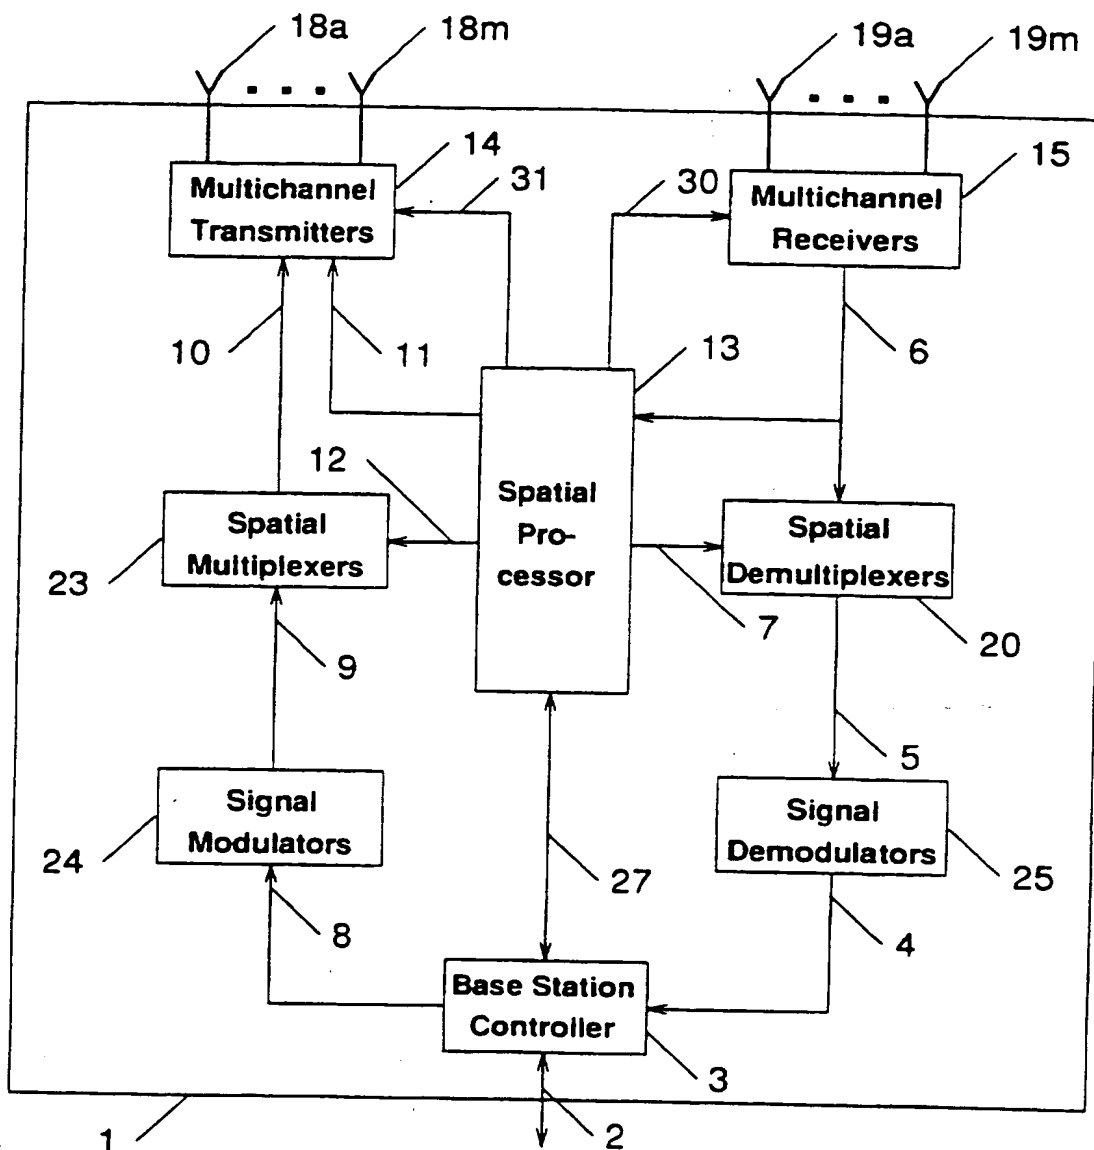 18a
18m
19a
19m
14
31
30
15
Multichannel
Transmitters
Multichannel
Receivers
10
11
13
6
12
Spatial
Pro-
cessor
Spatial
Multiplexers
Spatial
Demultiplexers
23
7
20
9
5
Signal
Modulators
Signal
Demodulators
24
27
25
8
4
Base Station
Controller
3
1
2